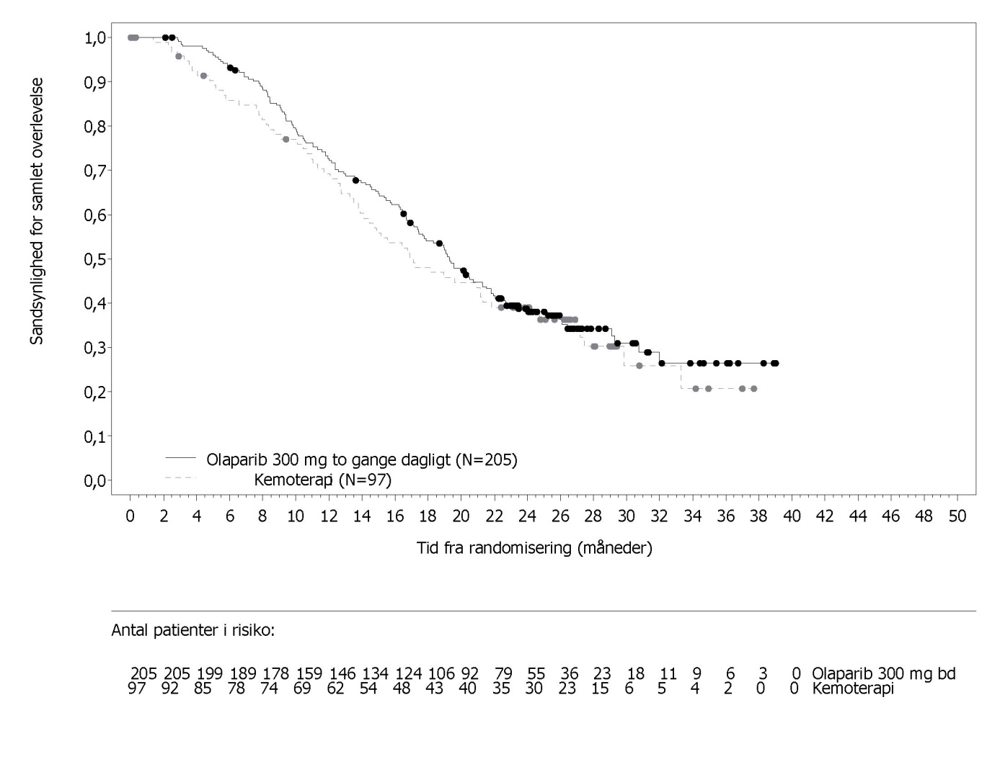 1,0
0,9
0,8
0,7
0,6
0,5
0,4
0,3
0,2
0,1
0,0
Sandsynlighed for samlet overlevelse
Olaparib 300 mg to gange dagligt (N=205)
Kemoterapi (N=97)
0 2 4 6 8 10 12 14 16 18 20 22 24 26 28 30 32 34 36 38 40 42 44 46 48 50
Tid fra randomisering (måneder)
Antal patienter i risiko:
205 205 199 189 178 159 146 134 124 106 92 79 55 36 23 18 11 9 6 3 0 Olaparib 300 mg bd
97 92 85 78 74 69 62 54 48 43 40 35 30 23 15 6 5 4 2 0 0 Kemoterapi